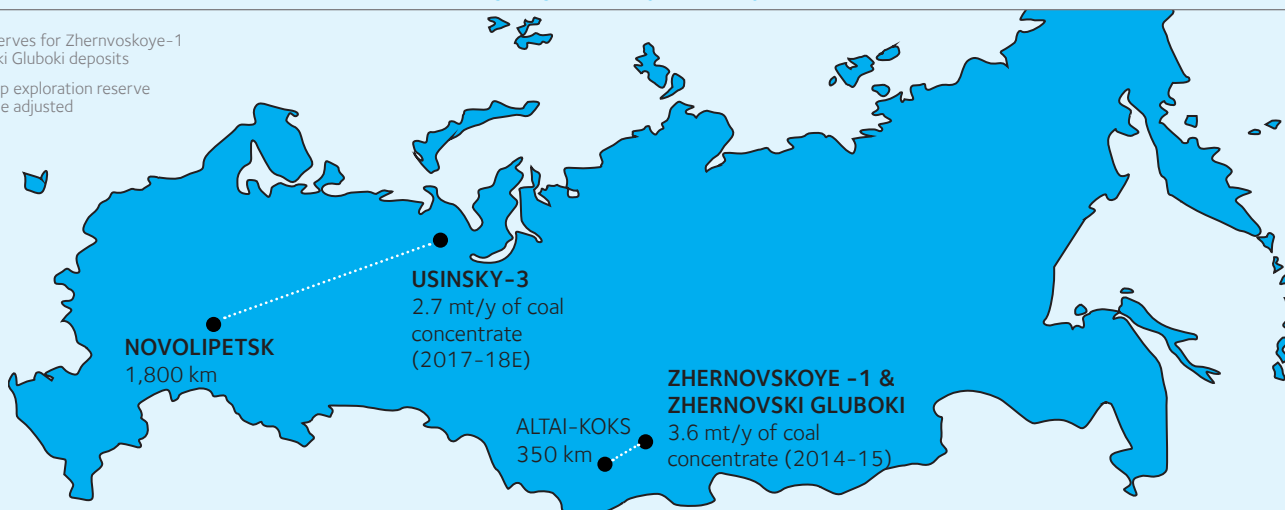 erves for Zhernvoskoye-1
ki Gluboki deposits
p exploration reserve
e adjusted
USINSKY-3
2.7 mt/y of coal
concentrate
(2017-18E)
NOVOLIPETSK
1,800 km
ZHERNOVSKOYE -1 &
ZHERNOVSKI GLUBOKI
3.6 mt/y of coal
concentrate (2014-15)
ALTAI-KOKS
350 km